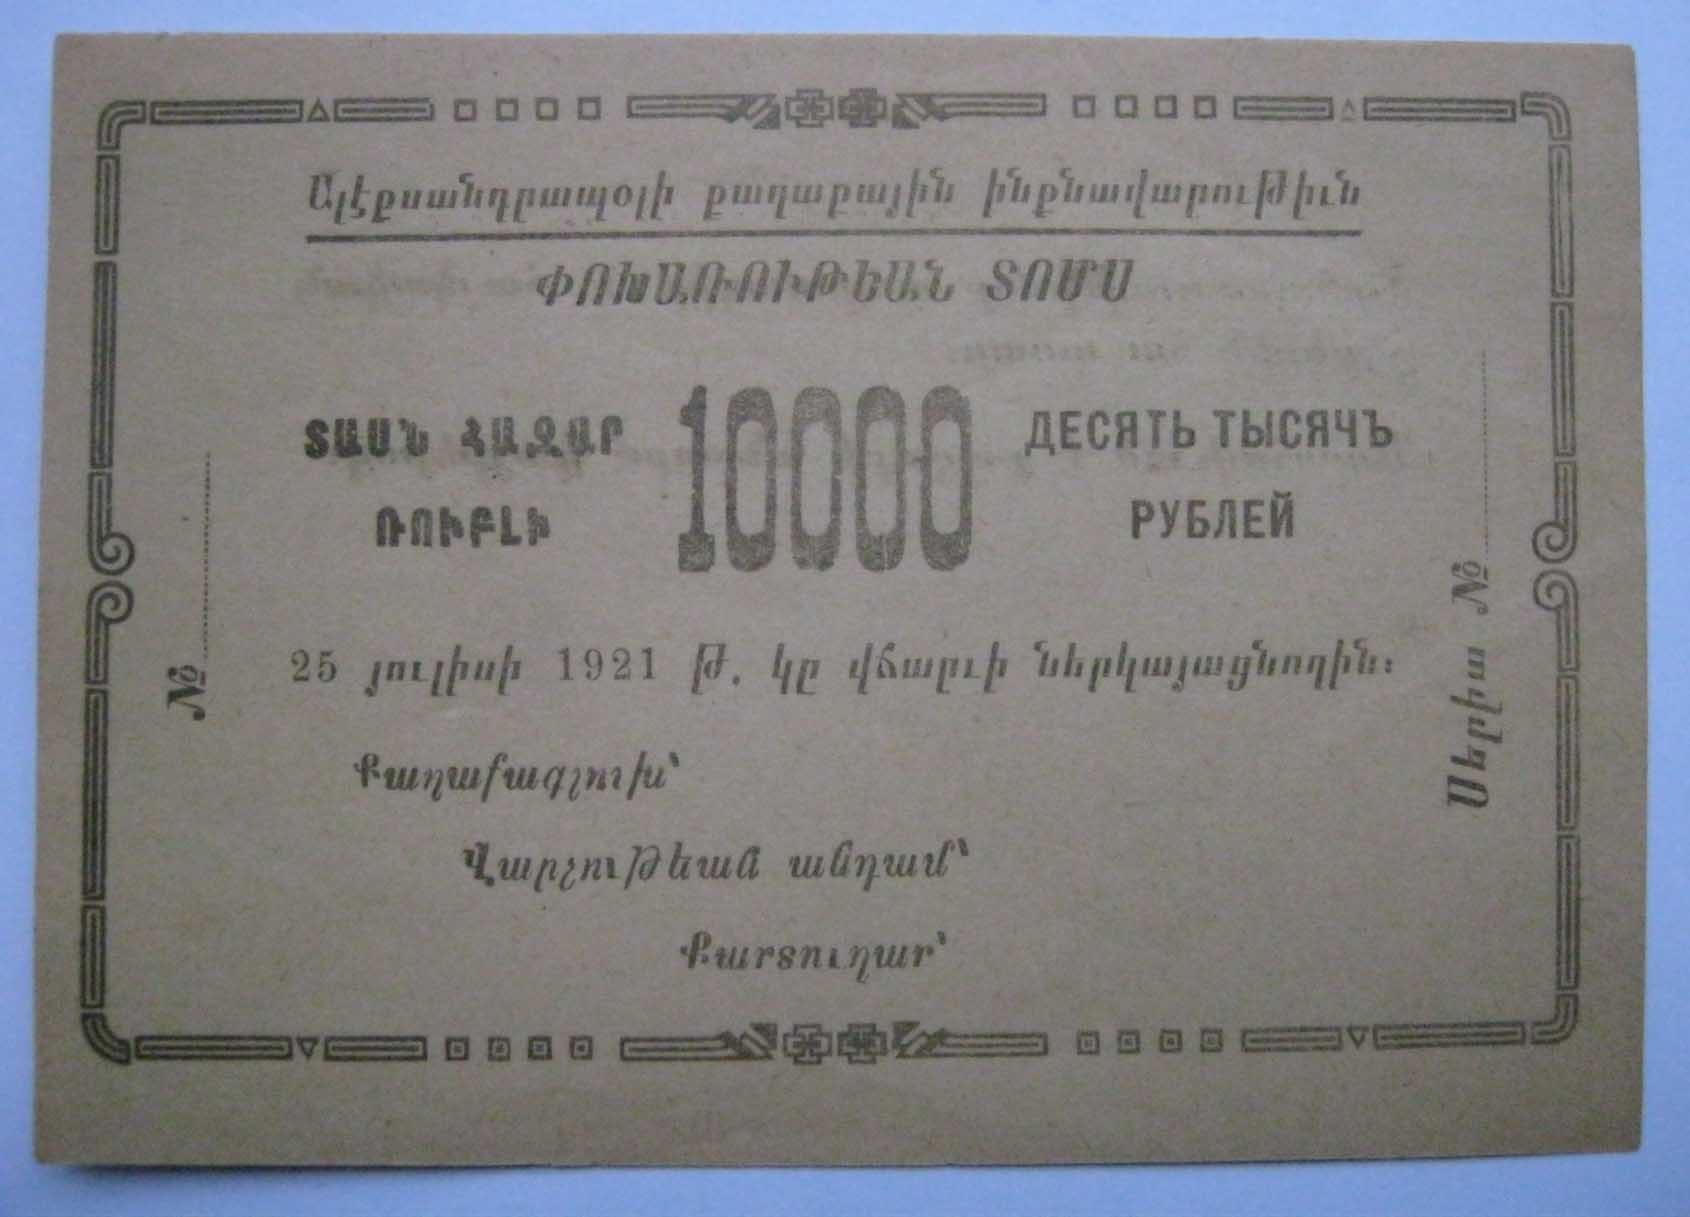 Ալէքսանդրապօլի քաղաքային ինքնավարութիւն
ՓՈԽԱՌՈՒԹԵԱՆ ՏՈՄՍ
ՏԱՍՆ ՀԱԶԱՐ
ՌՈՒԲԼԻ
10000
ДЕСЯТЬ ТЫСЯЧЪ
РУБЛЕЙ
№
Սերիա №
25 յուլիսի 1921 Թ. կը վճարւի ներկայացնողին։
Քաղաքագլուխ՝
Վարչութեան անդամ՝
Քարտուղար՝